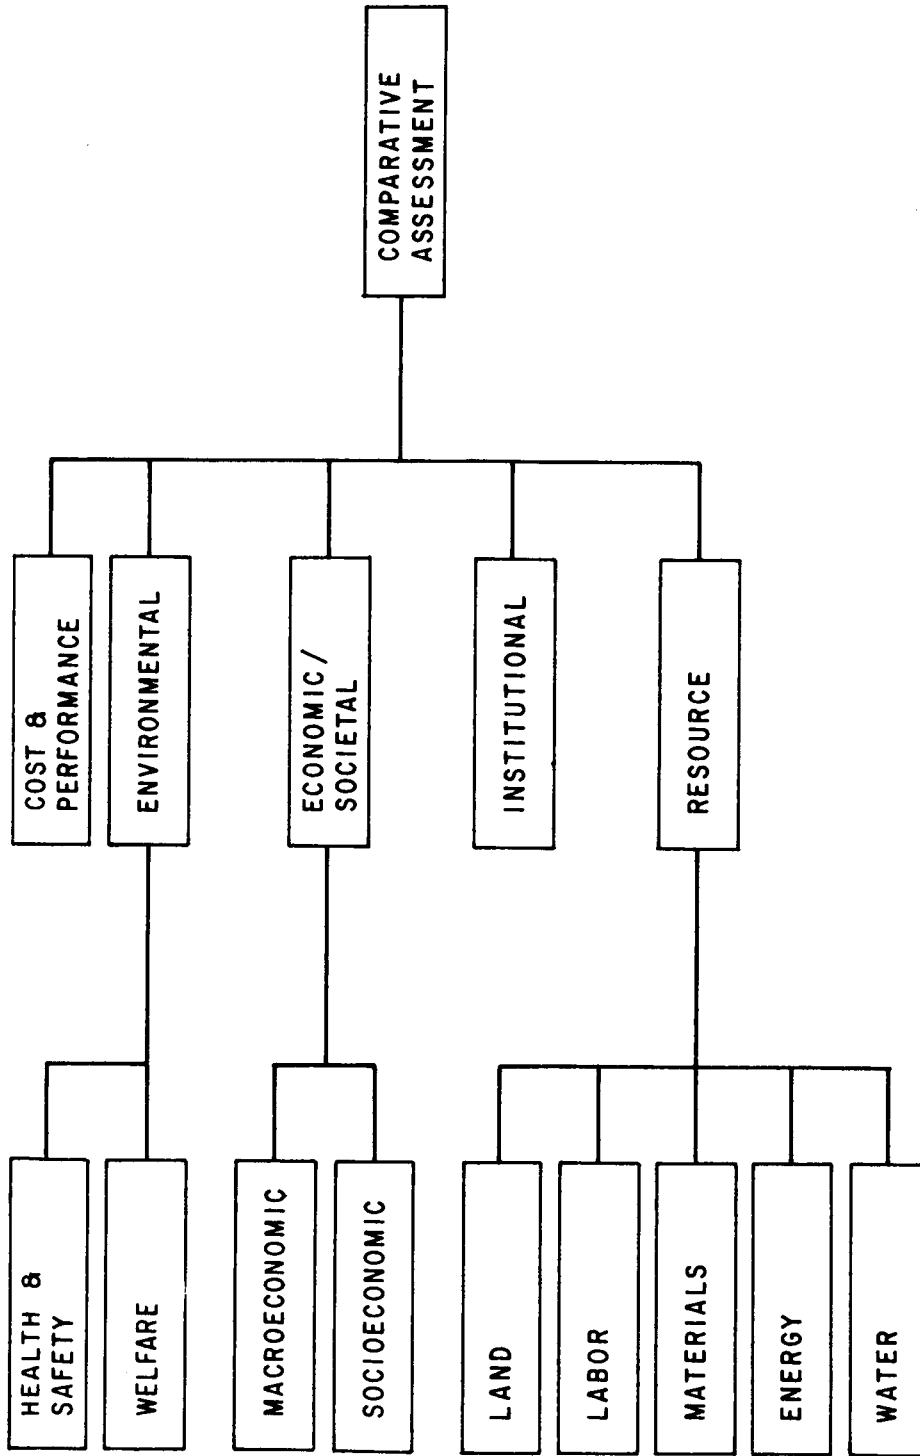 HEALTH &
SAFETY
WELFARE
MACROECONOMIC
SOCIOECONOMIC
LAND
LABOR
MATERIALS
ENERGY
WATER
COST &
PERFORMANCE
ENVIRONMENTAL
ECONOMIC/
SOCIETAL
INSTITUTIONAL
RESOURCE
COMPARATIVE
ASSESSMENT